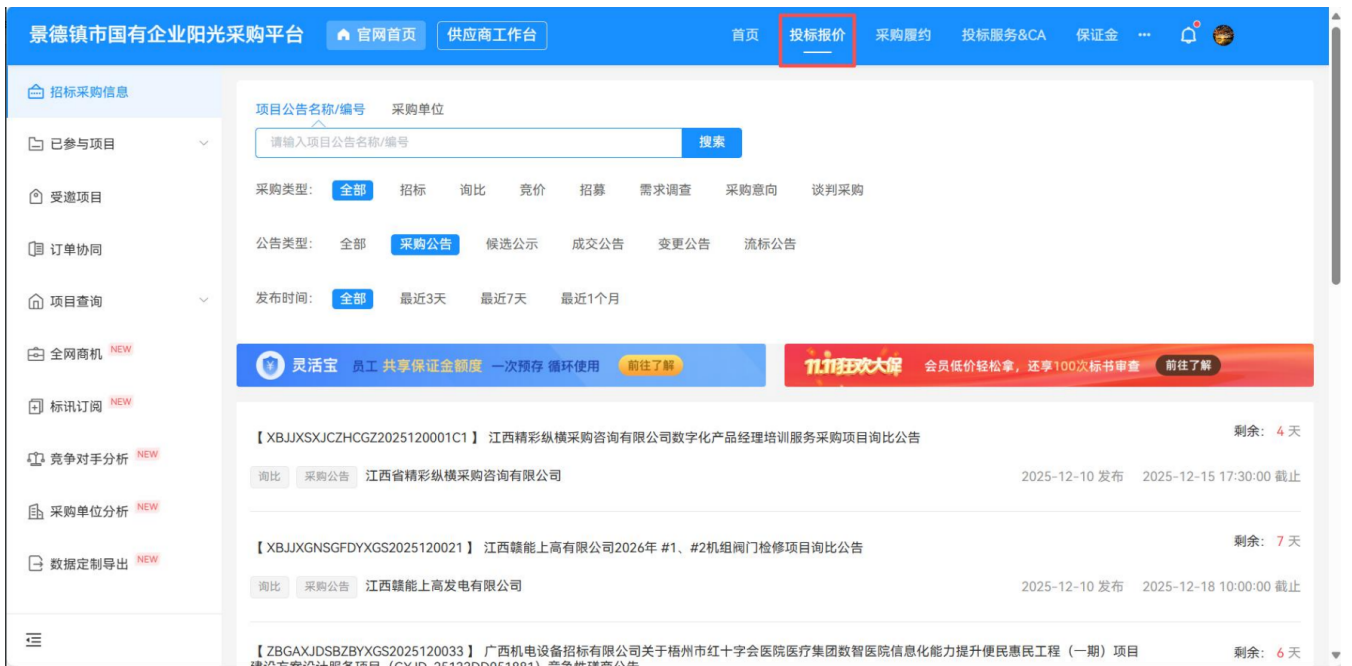 景德镇市国有企业阳光采购平台 官网首页 供应商工作台 首页 投标报价 采购履约 投标服务&CA 保证金 ···
招标采购信息
已参与项目
受邀项目
订单协同
项目查询
全网商机 NEW
标讯订阅 NEW
竞争对手分析 NEW
采购单位分析 NEW
数据定制导出 NEW
项目公告名称/编号 采购单位
请输入项目公告名称/编号 搜索
采购类型: 全部 招标 询比 竞价 招募 需求调查 采购意向 谈判采购
公告类型: 全部 采购公告 候选公示 成交公告 变更公告 流标公告
发布时间: 全部 最近3天 最近7天 最近1个月
灵活宝 员工 共享保证金额度 一次预存 循环使用 前往了解
11.11狂欢大促 会员低价轻松拿，还享100次标书审查 前往了解
【 XBJJXSXJCZHCGZ2025120001C1 】 江西精彩纵横采购咨询有限公司数字化产品经理培训服务采购项目询比公告 剩余: 4 天
询比 采购公告 江西省精彩纵横采购咨询有限公司 2025-12-10 发布 2025-12-15 17:30:00 截止
【 XBJJXGNSGFDYXGS2025120021 】 江西赣能上高有限公司2026年 #1、#2机组阀门检修项目询比公告 剩余: 7 天
询比 采购公告 江西赣能上高发电有限公司 2025-12-10 发布 2025-12-18 10:00:00 截止
【 ZBGAXJDSBZBYXGS2025120033 】 广西机电设备招标有限公司关于梧州市红十字会医院医疗集团数智医院信息化能力提升便民惠民工程（一期）项目 剩余: 6 天
建设方案设计服务项目（GXJD-25133DD051881）竞争性磋商公告